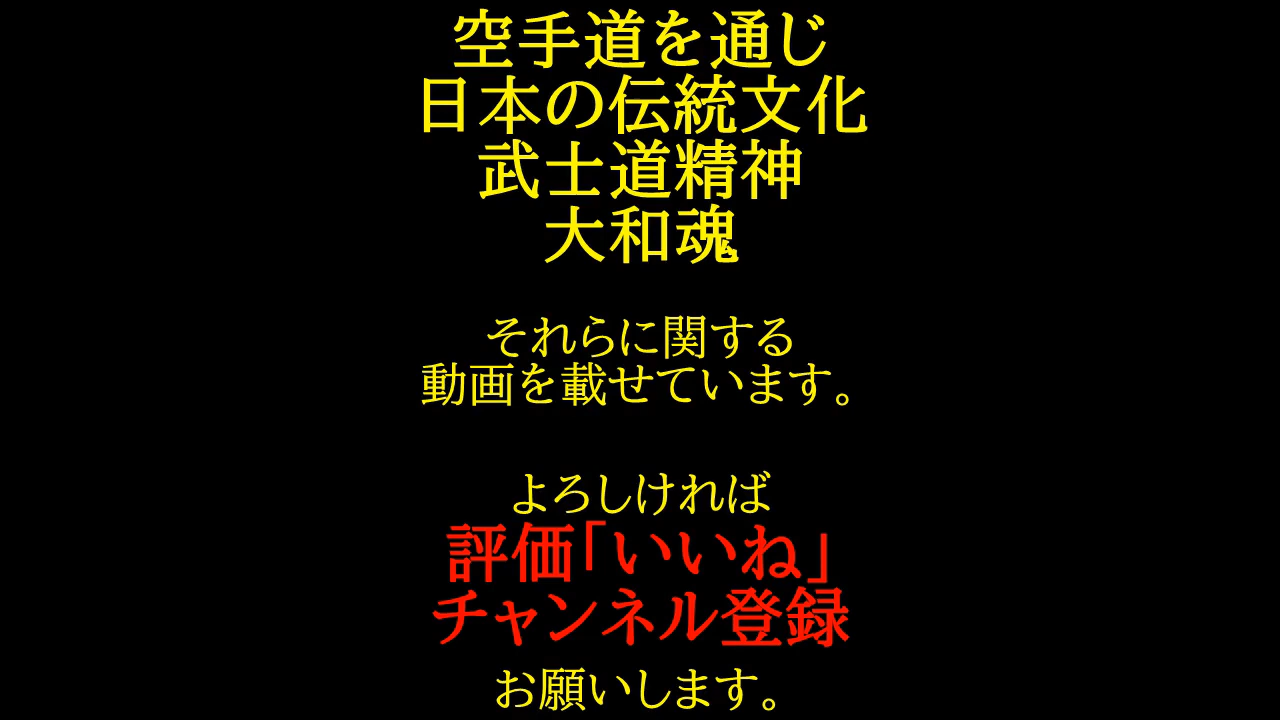 空手道を通じ
日本の伝統文化
武士道精神
大和魂
それらに関する
動画を載せています。
よろしければ
評価「いいね」
チャンネル登録
お願いします。